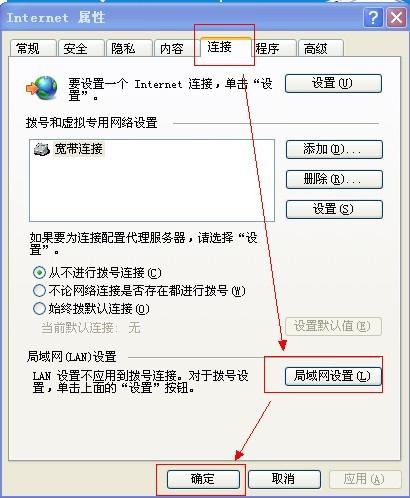 Internet 属性
常规 安全 隐私 内容 连接 程序 高级
要设置一个 Internet 连接，单击“设
置”。
设置(U)
拨号和虚拟专用网络设置
宽带连接
添加(D)...
删除(R)...
设置(S)
如果要为连接配置代理服务器，请选择“设
置”。
从不进行拨号连接(C)
不论网络连接是否存在都进行拨号(W)
始终拨默认连接(O)
当前默认连接: 无
设置默认值(E)
局域网(LAN)设置
LAN 设置不应用到拨号连接。对于拨号设
置，单击上面的“设置”按钮。
局域网设置(L)
确定 取消 应用(A)